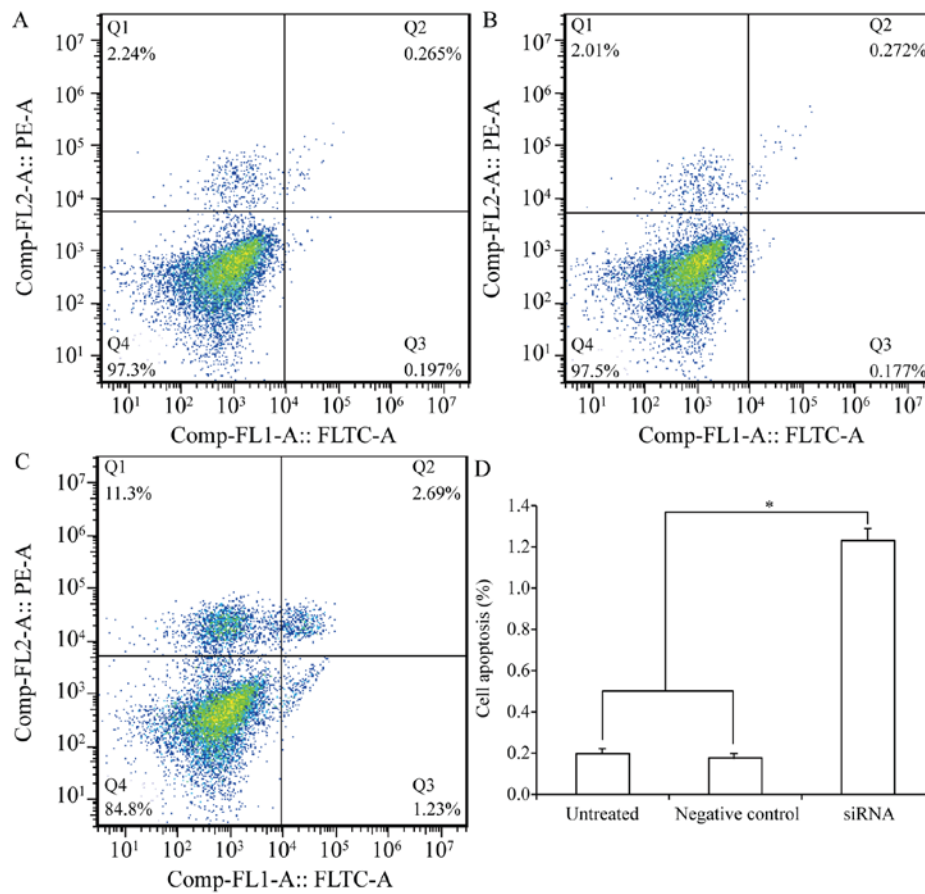 A
Q1
2.24%
Q2
0.265%
Q4
97.3%
Q3
0.197%
10⁷
10⁶
10⁵
10⁴
10³
10²
10¹
Comp-FL2-A:: PE-A
10¹ 10² 10³ 10⁴ 10⁵ 10⁶ 10⁷
Comp-FL1-A:: FLTC-A
B
Q1
2.01%
Q2
0.272%
Q4
97.5%
Q3
0.177%
10⁷
10⁶
10⁵
10⁴
10³
10²
10¹
Comp-FL2-A:: PE-A
10¹ 10² 10³ 10⁴ 10⁵ 10⁶ 10⁷
Comp-FL1-A:: FLTC-A
C
Q1
11.3%
Q2
2.69%
Q4
84.8%
Q3
1.23%
10⁷
10⁶
10⁵
10⁴
10³
10²
10¹
Comp-FL2-A:: PE-A
10¹ 10² 10³ 10⁴ 10⁵ 10⁶ 10⁷
Comp-FL1-A:: FLTC-A
D
1.4
1.2
1.0
0.8
0.6
0.4
0.2
0.0
Cell apoptosis (%)
*
Untreated Negative control siRNA